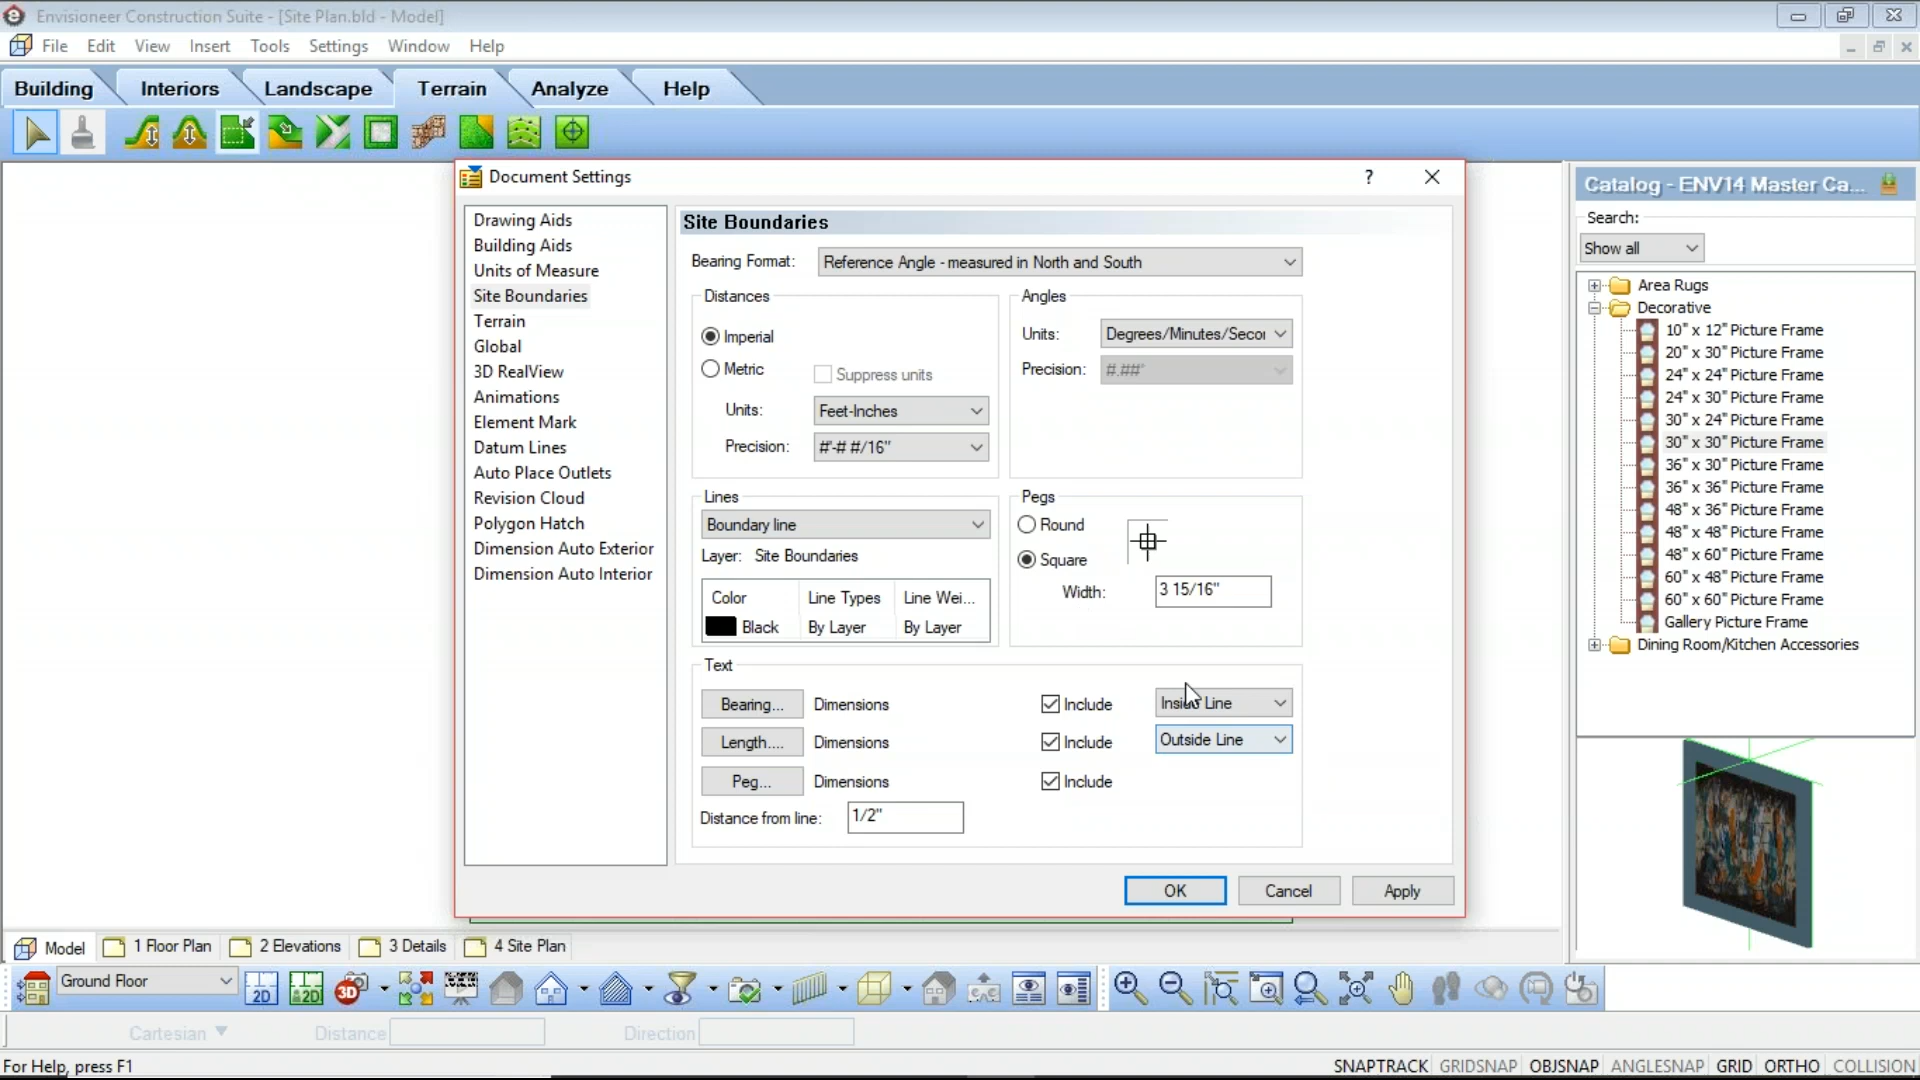 Envisioneer Construction Suite - [Site Plan.bld - Model]
File Edit View Insert Tools Settings Window Help
Building Interiors Landscape Terrain Analyze Help
Document Settings
?
Drawing Aids
Building Aids
Units of Measure
Site Boundaries
Terrain
Global
3D RealView
Animations
Element Mark
Datum Lines
Auto Place Outlets
Revision Cloud
Polygon Hatch
Dimension Auto Exterior
Dimension Auto Interior
Site Boundaries
Bearing Format: Reference Angle - measured in North and South
Distances
Imperial
Metric
Suppress units
Units: Feet-Inches
Precision: #'-# #/16"
Angles
Units: Degrees/Minutes/Secor
Precision: #.##°
Lines
Boundary line
Layer: Site Boundaries
Color Line Types Line Wei...
Black By Layer By Layer
Pegs
Round
Square
Width: 3 15/16"
Text
Bearing... Dimensions Include Inside Line
Length.... Dimensions Include Outside Line
Peg... Dimensions Include
Distance from line: 1/2"
OK Cancel Apply
Catalog - ENV14 Master Ca...
Search:
Show all
Area Rugs
Decorative
10" x 12" Picture Frame
20" x 30" Picture Frame
24" x 24" Picture Frame
24" x 30" Picture Frame
30" x 24" Picture Frame
30" x 30" Picture Frame
36" x 30" Picture Frame
36" x 36" Picture Frame
48" x 36" Picture Frame
48" x 48" Picture Frame
48" x 60" Picture Frame
60" x 48" Picture Frame
60" x 60" Picture Frame
Gallery Picture Frame
Dining Room/Kitchen Accessories
Model 1 Floor Plan 2 Elevations 3 Details 4 Site Plan
Ground Floor 2D 2D 3D
Cartesian Distance Direction
For Help, press F1
SNAPTRACK GRIDSNAP OBJSNAP ANGLESNAP GRID ORTHO COLLISION